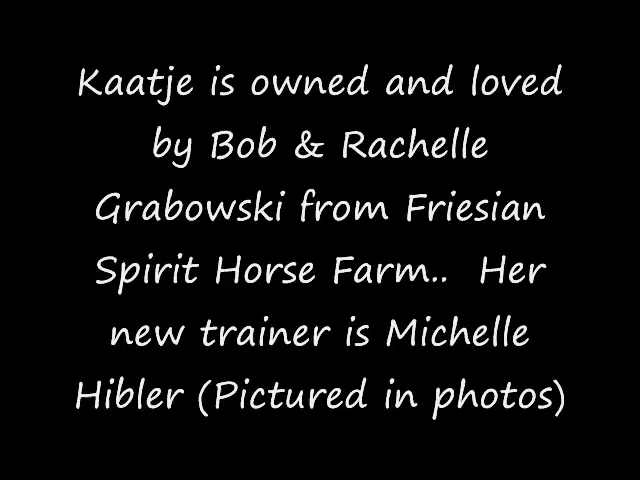 Kaatje is owned and loved
by Bob & Rachelle
Grabowski from Friesian
Spirit Horse Farm..  Her
new trainer is Michelle
Hibler (Pictured in photos)